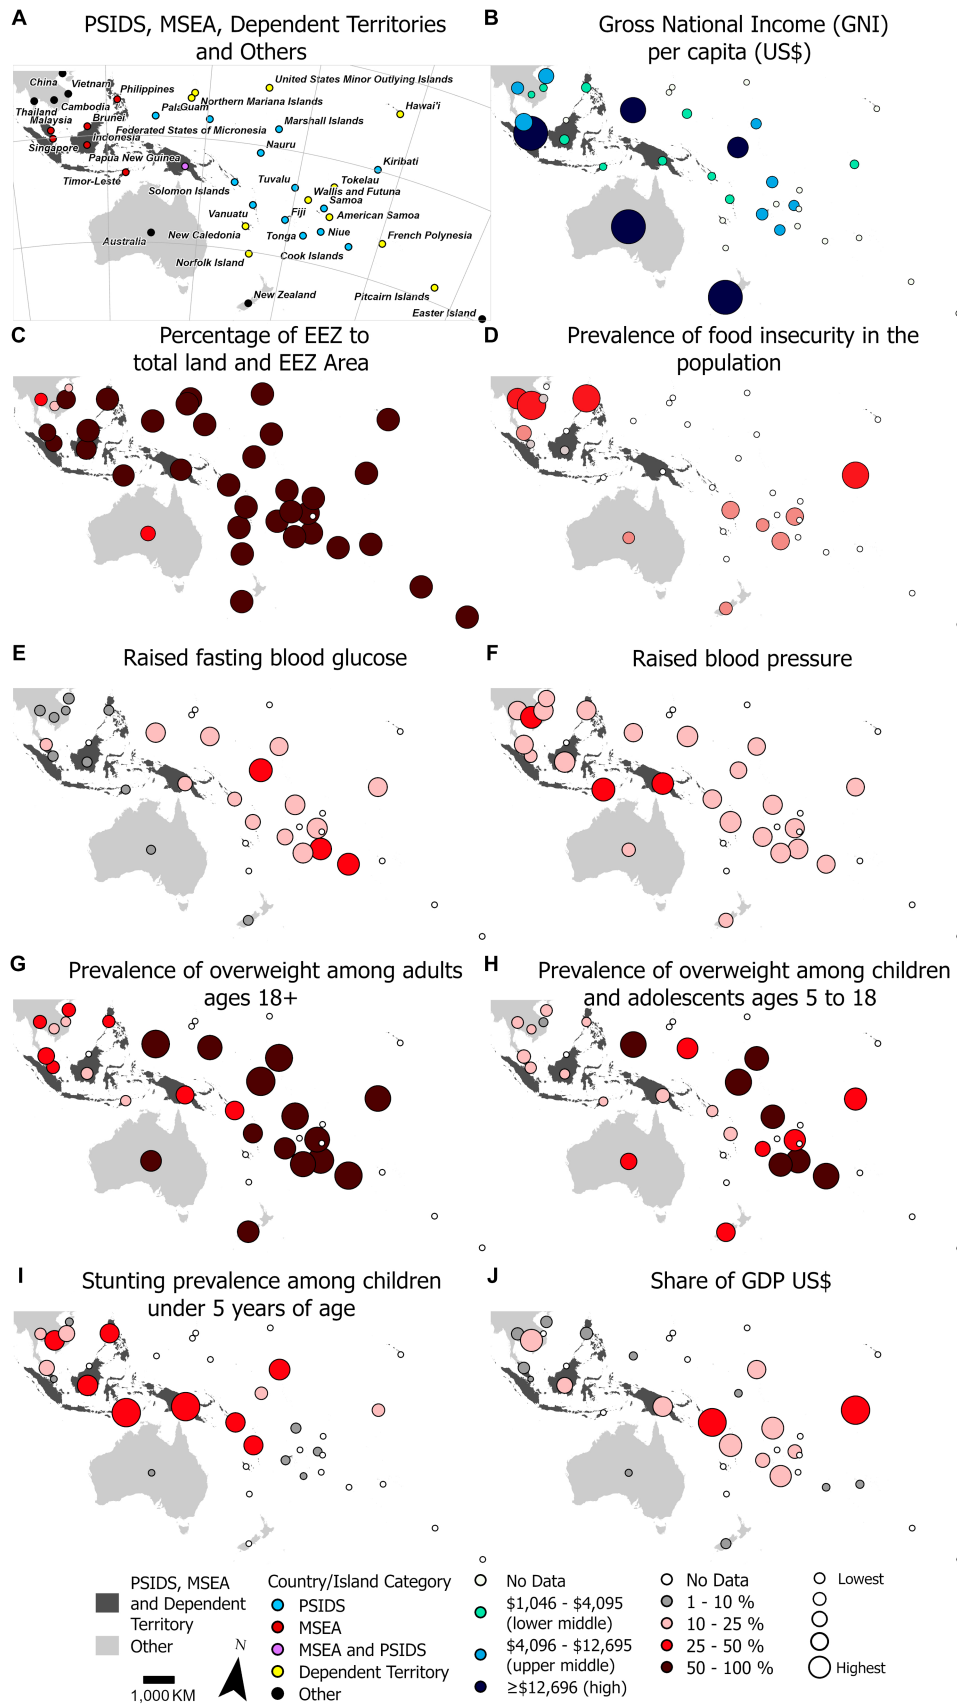 A
PSIDS, MSEA, Dependent Territories
and Others
China
Vietnam
Philippines
United States Minor Outlying Islands
Thailand
Cambodia
Palau
Guam
Northern Mariana Islands
Hawai'i
Malaysia
Brunei
Federated States of Micronesia
Marshall Islands
Singapore
Indonesia
Papua New Guinea
Nauru
Kiribati
Timor-Leste
Solomon Islands
Tuvalu
Tokelau
Wallis and Futuna
Samoa
Vanuatu
Fiji
American Samoa
Australia
New Caledonia
Tonga
Niue
French Polynesia
Norfolk Island
Cook Islands
New Zealand
Pitcairn Islands
Easter Island
B
Gross National Income (GNI)
per capita (US$)
C
Percentage of EEZ to
total land and EEZ Area
D
Prevalence of food insecurity in the
population
E
Raised fasting blood glucose
F
Raised blood pressure
G
Prevalence of overweight among adults
ages 18+
H
Prevalence of overweight among children
and adolescents ages 5 to 18
I
Stunting prevalence among children
under 5 years of age
J
Share of GDP US$
PSIDS, MSEA
and Dependent
Territory
Other
N
1,000 KM
Country/Island Category
PSIDS
MSEA
MSEA and PSIDS
Dependent Territory
Other
No Data
$1,046 - $4,095
(lower middle)
$4,096 - $12,695
(upper middle)
≥$12,696 (high)
No Data
1 - 10 %
10 - 25 %
25 - 50 %
50 - 100 %
Lowest
Highest